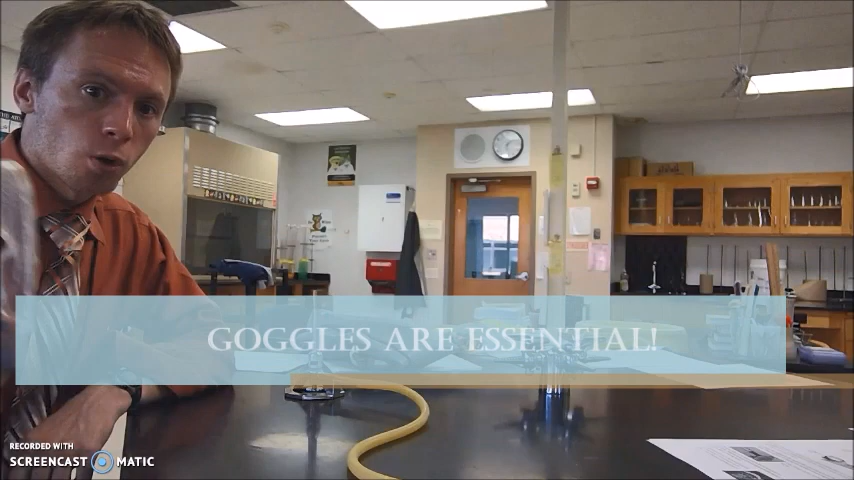 GOGGLES ARE ESSENTIAL!
RECORDED WITH
SCREENCAST MATIC